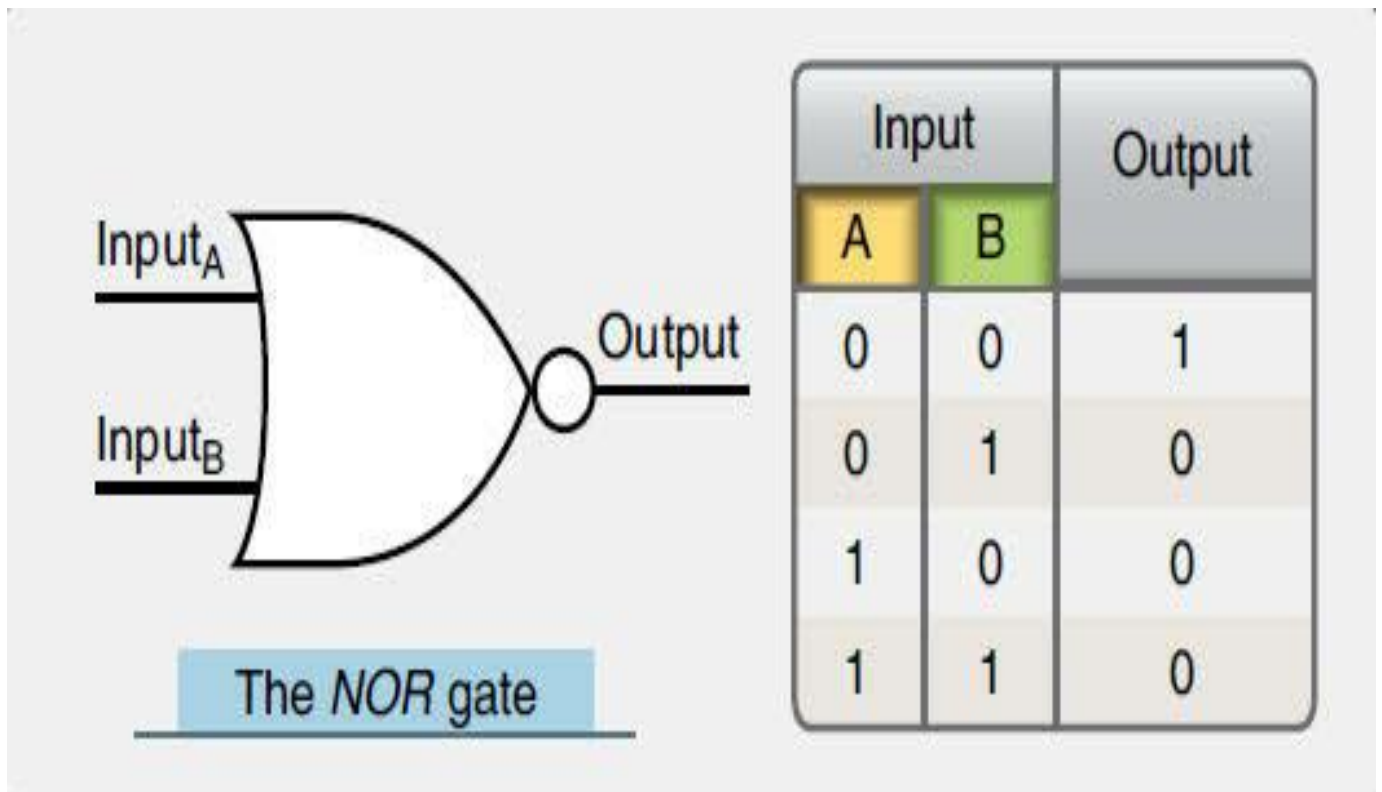 InputA
InputB
Output
The NOR gate
Input Output
A B
0 0 1
0 1 0
1 0 0
1 1 0